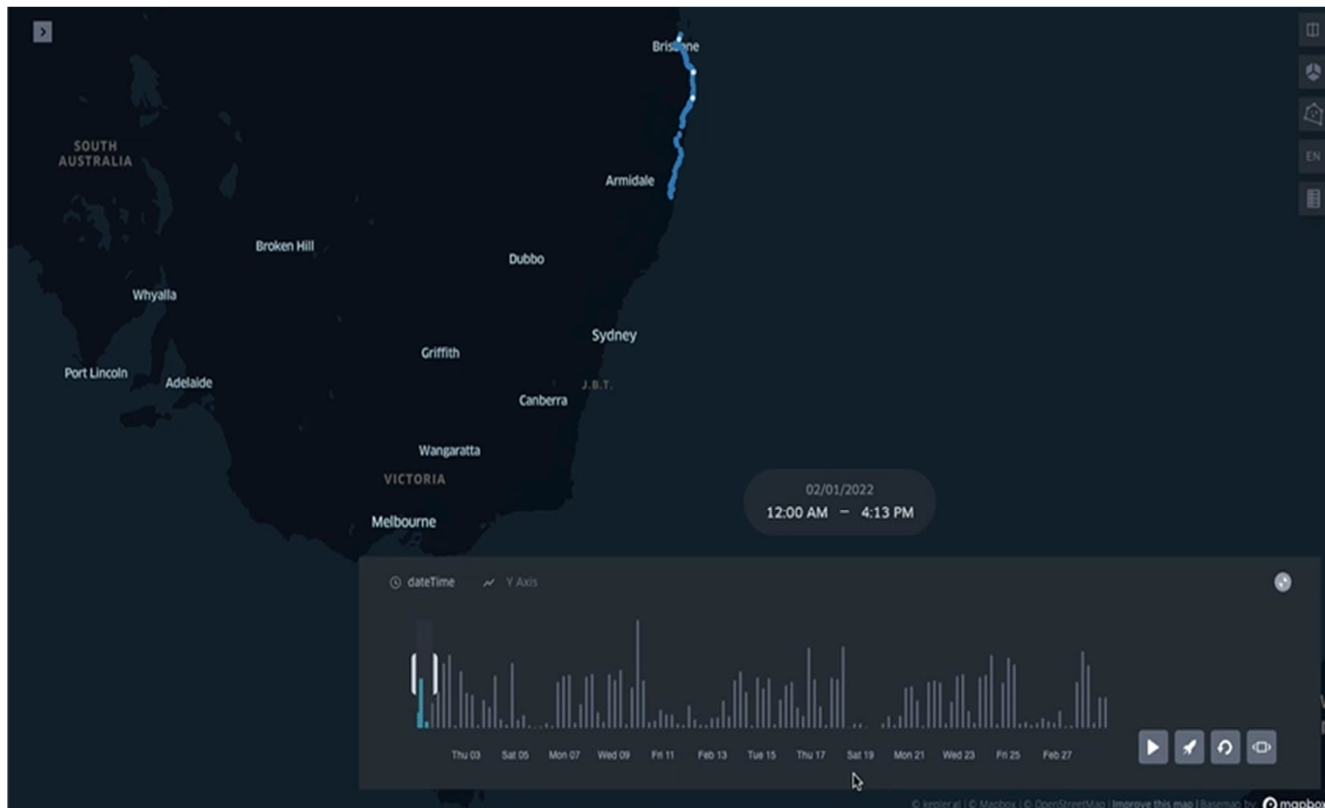 Brisbane
SOUTH
AUSTRALIA
EN
Armidale
Broken Hill
Dubbo
Whyalla
Sydney
Griffith
Port Lincoln
Adelaide
J.B.T.
Canberra
Wangaratta
VICTORIA
02/01/2022
12:00 AM – 4:13 PM
Melbourne
dateTime Y Axis
Thu 03 Sat 05 Mon 07 Wed 09 Fri 11 Feb 13 Tue 15 Thu 17 Sat 19 Mon 21 Wed 23 Fri 25 Feb 27
© kepler.gl | © Mapbox | © OpenStreetMap | Improve this map | Basemap by: mapbox